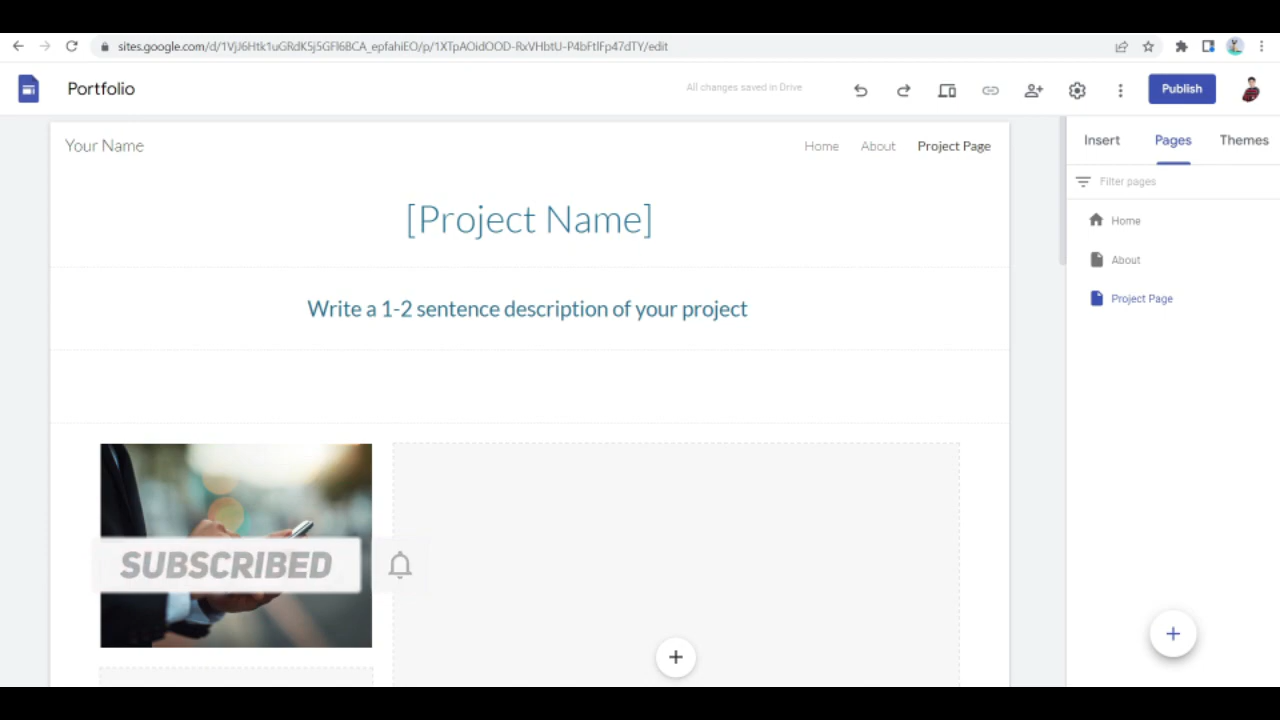 sites.google.com/d/1VjJ6Htk1uGRdK5j5GFl6BCA_epfahiEO/p/1XTpAOidOOD-RxVHbtU-P4bFtlFp47dTY/edit
Portfolio
All changes saved in Drive
Publish
Your Name
Home About Project Page
Insert Pages Themes
Filter pages
[Project Name]
Home
About
Project Page
Write a 1-2 sentence description of your project
SUBSCRIBED